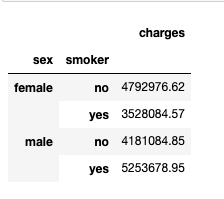 charges
sex smoker
female no 4792976.62
yes 3528084.57
male no 4181084.85
yes 5253678.95